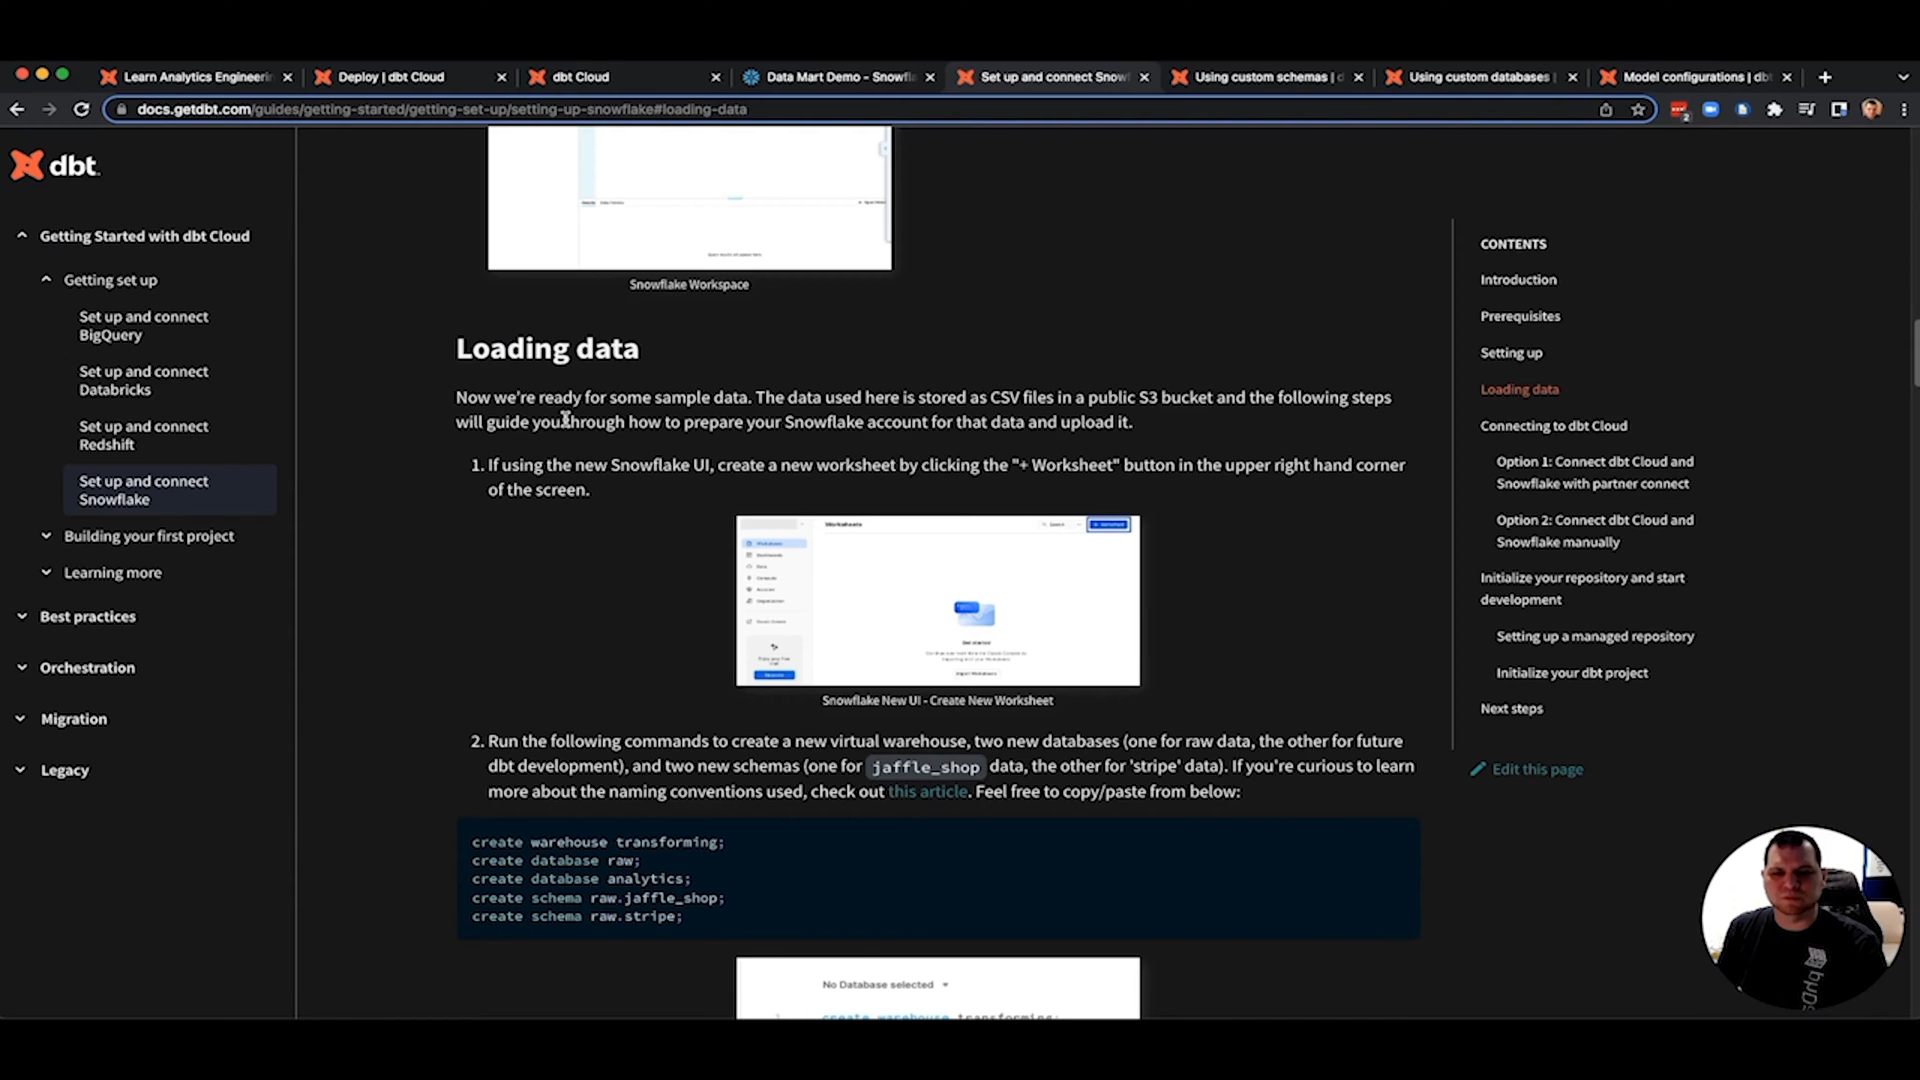 Learn Analytics Engineerin
Deploy | dbt Cloud
dbt Cloud
Data Mart Demo - Snowfla
Set up and connect Snowf
Using custom schemas | d
Using custom databases |
Model configurations | dbt
docs.getdbt.com/guides/getting-started/getting-set-up/setting-up-snowflake#loading-data
2
dbt
Getting Started with dbt Cloud
Getting set up
Set up and connect
BigQuery
Set up and connect
Databricks
Set up and connect
Redshift
Set up and connect
Snowflake
Building your first project
Learning more
Best practices
Orchestration
Migration
Legacy
Snowflake Workspace
Loading data
Now we're ready for some sample data. The data used here is stored as CSV files in a public S3 bucket and the following steps
will guide you through how to prepare your Snowflake account for that data and upload it.
1. If using the new Snowflake UI, create a new worksheet by clicking the "+ Worksheet" button in the upper right hand corner
of the screen.
Worksheets
Snowflake New UI - Create New Worksheet
2. Run the following commands to create a new virtual warehouse, two new databases (one for raw data, the other for future
dbt development), and two new schemas (one for jaffle_shop data, the other for 'stripe' data). If you're curious to learn
more about the naming conventions used, check out this article. Feel free to copy/paste from below:
create warehouse transforming;
create database raw;
create database analytics;
create schema raw.jaffle_shop;
create schema raw.stripe;
No Database selected
create warehouse transforming;
CONTENTS
Introduction
Prerequisites
Setting up
Loading data
Connecting to dbt Cloud
Option 1: Connect dbt Cloud and
Snowflake with partner connect
Option 2: Connect dbt Cloud and
Snowflake manually
Initialize your repository and start
development
Setting up a managed repository
Initialize your dbt project
Next steps
Edit this page